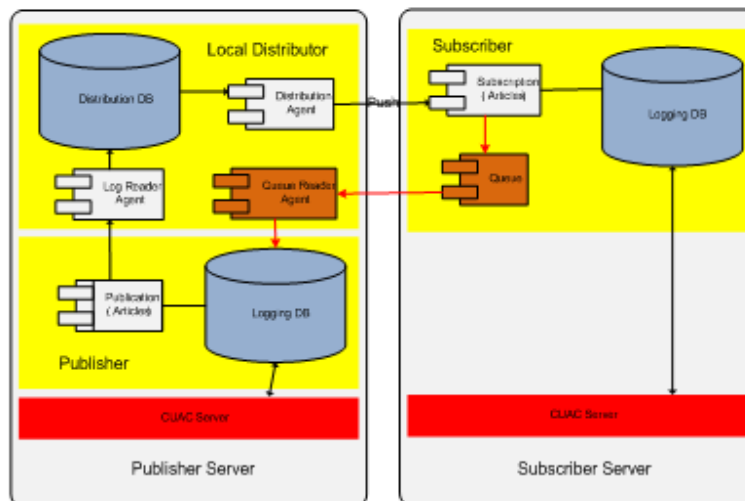 Local Distributor
Distribution DB
Distribution
Agent
Push
Subscriber
Subscription
( Articles)
Logging DB
Log Reader
Agent
Queue Reader
Agent
Queue
Publication
( Articles)
Logging DB
Publisher
CUAC Server
CUAC Server
Publisher Server
Subscriber Server